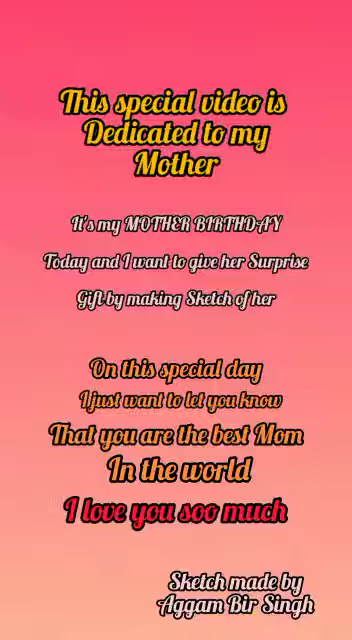 This special video is
Dedicated to my
Mother
It's my MOTHER BIRTHDAY
Today and I want to give her Surprise
Gift by making Sketch of her
On this special day
I just want to let you know
That you are the best Mom
In the world
I love you soo much
Sketch made by
Aggam Bir Singh